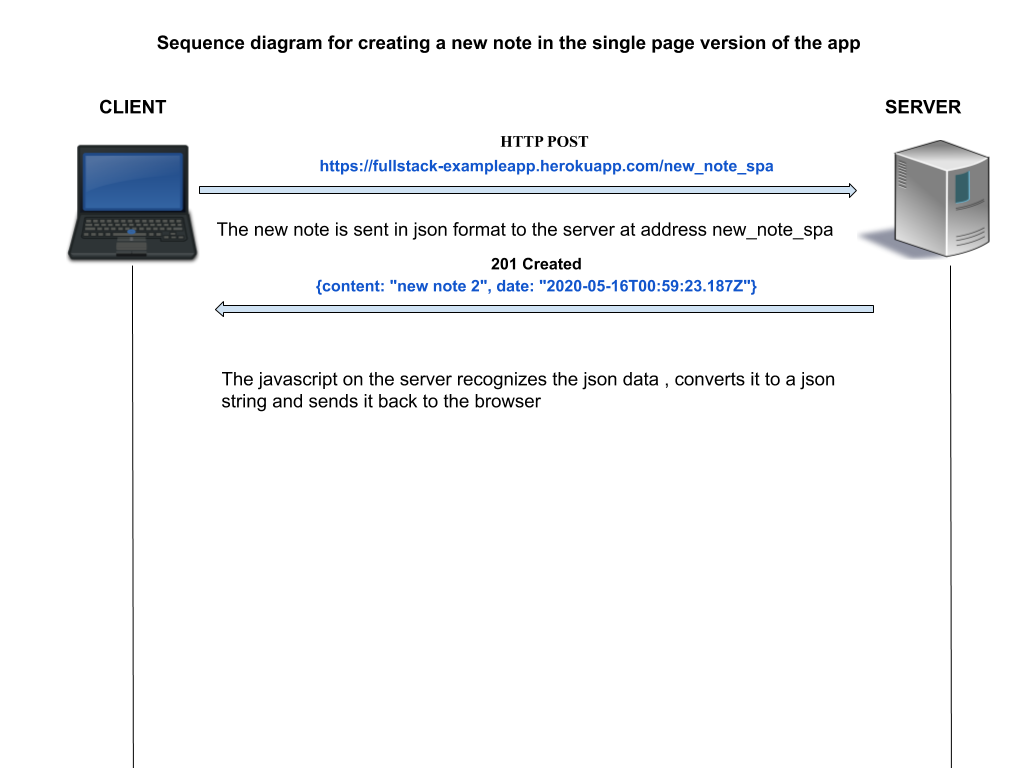 Sequence diagram for creating a new note in the single page version of the app
CLIENT
SERVER
HTTP POST
https://fullstack-exampleapp.herokuapp.com/new_note_spa
The new note is sent in json format to the server at address new_note_spa
201 Created
{content: "new note 2", date: "2020-05-16T00:59:23.187Z"}
The javascript on the server recognizes the json data , converts it to a json
string and sends it back to the browser